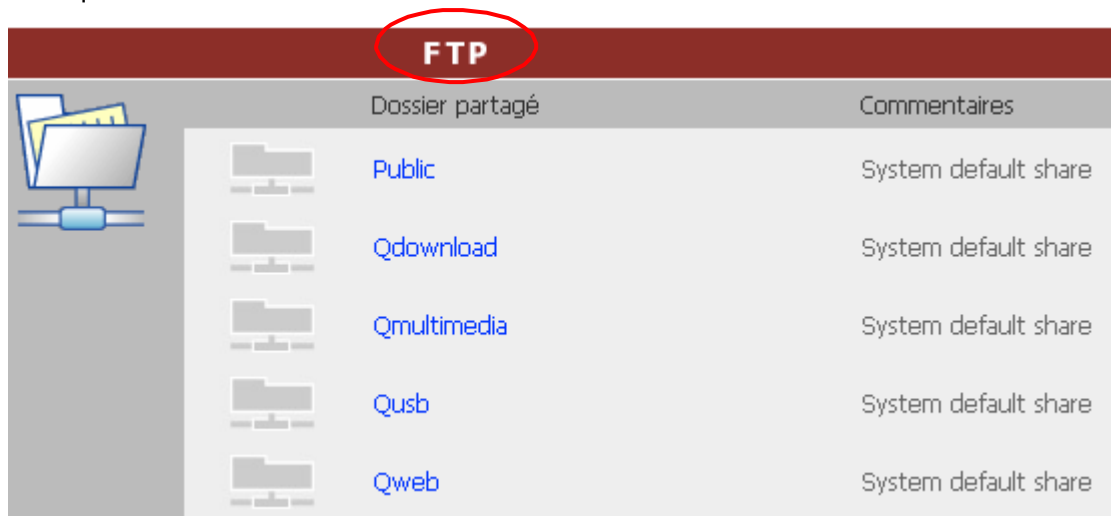 FTP
Dossier partagé Commentaires
Public System default share
Qdownload System default share
Qmultimedia System default share
Qusb System default share
Qweb System default share